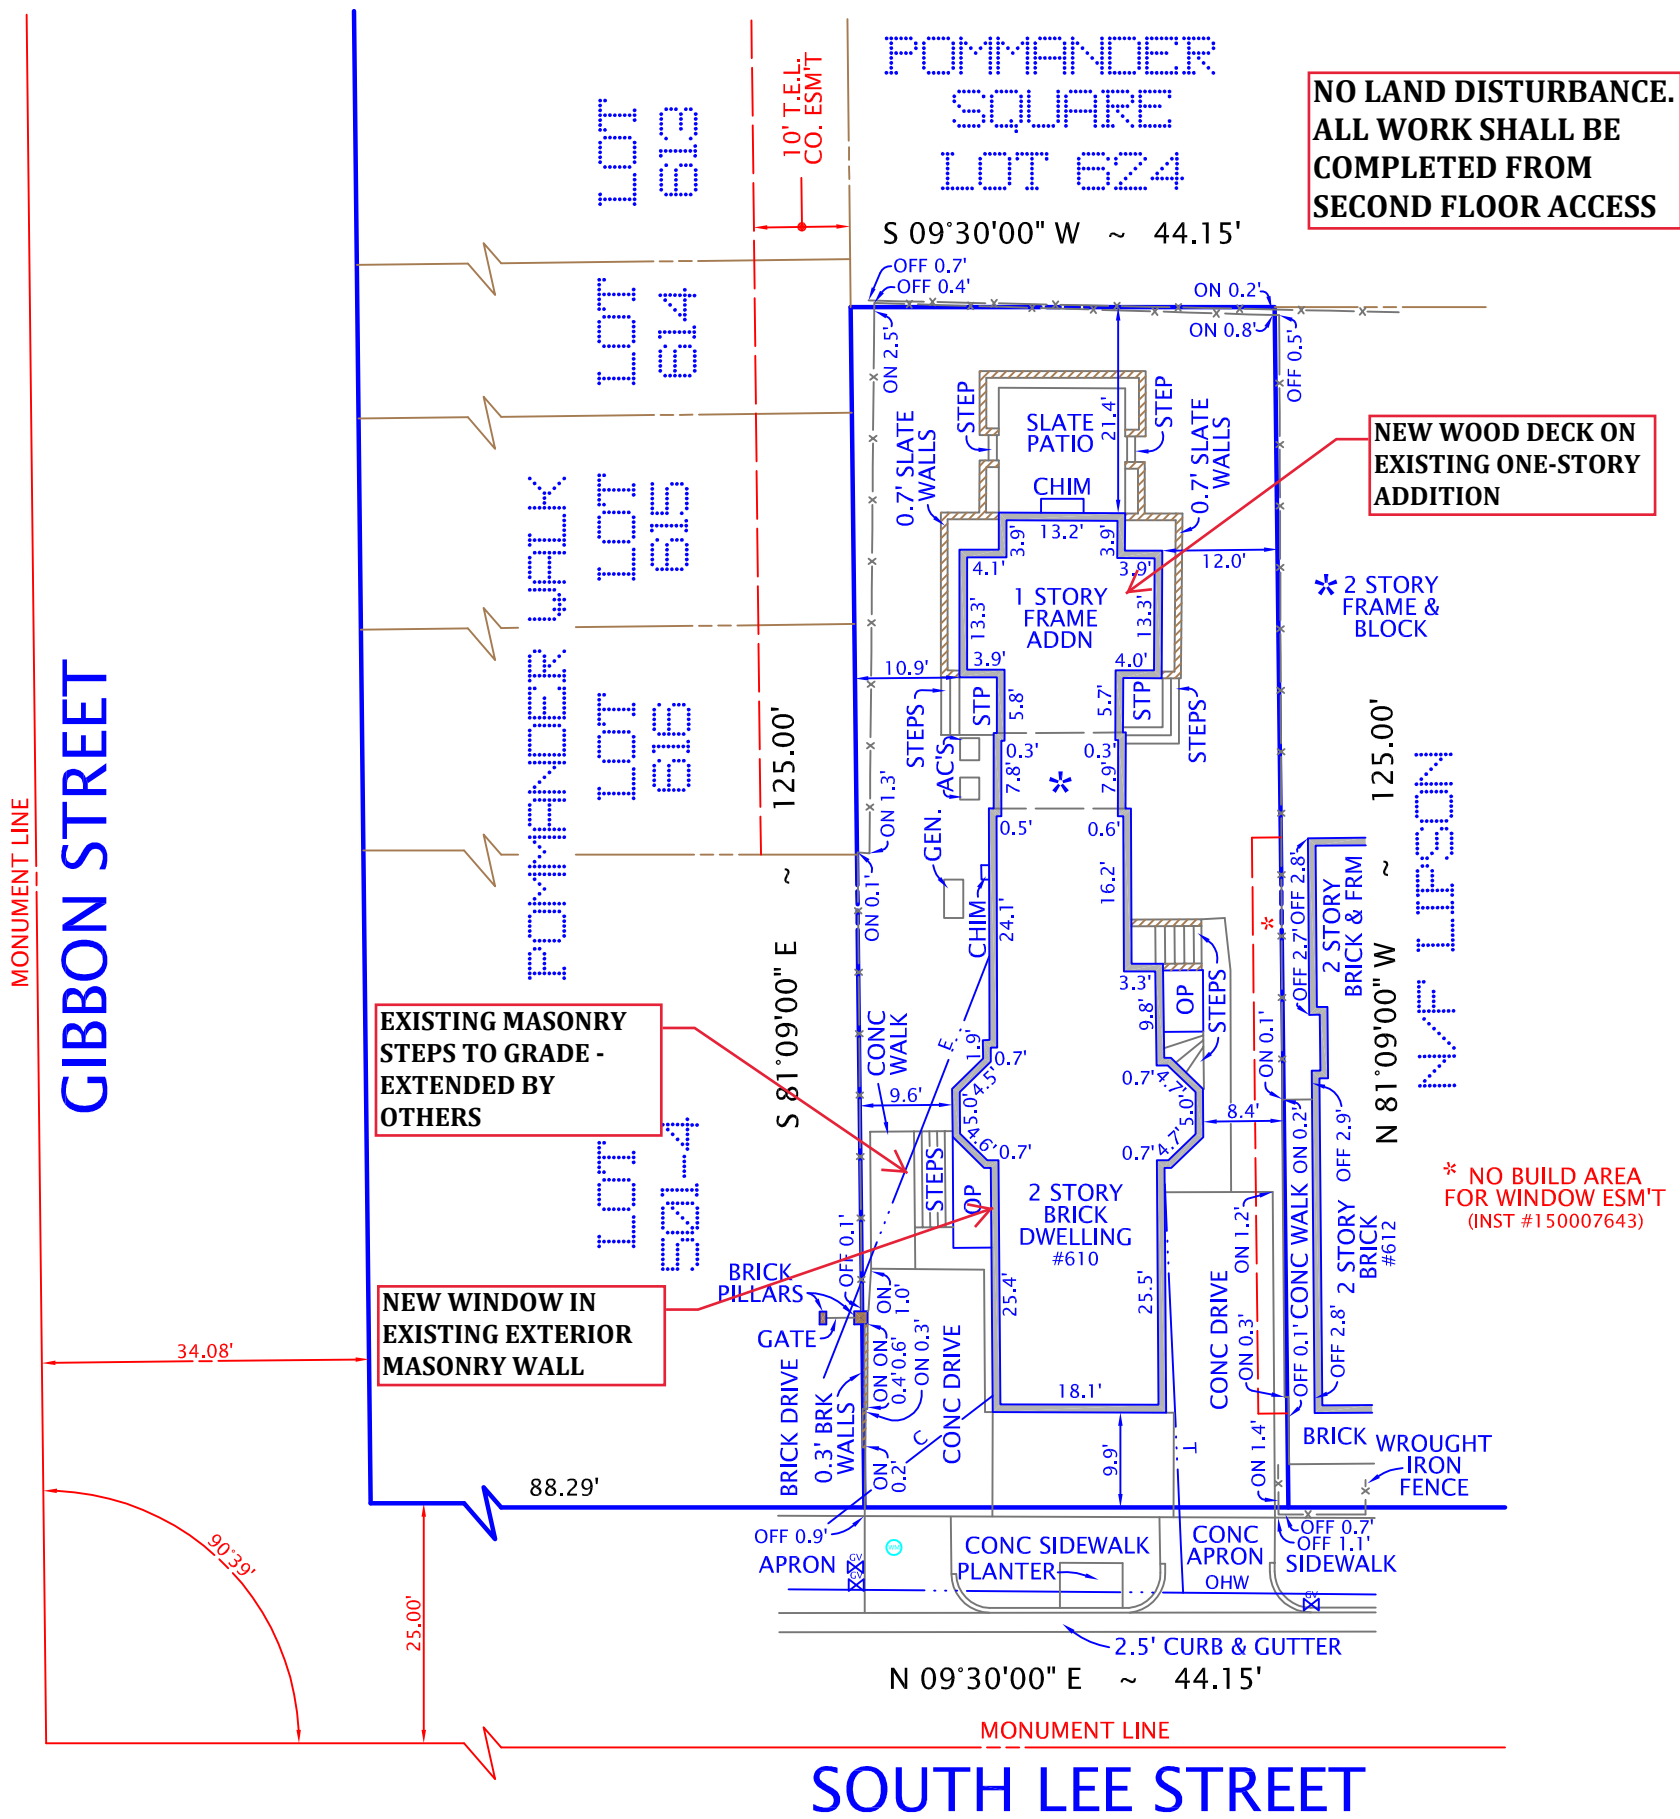 POMMANDER
SQUARE
LOT 624
NO LAND DISTURBANCE.
ALL WORK SHALL BE
COMPLETED FROM
SECOND FLOOR ACCESS
10' T.E.L.
CO. ESM'T
LOT
613
LOT
614
LOT
615
LOT
616
LOT
501-4
POMMANDER WALK
S 09°30'00" W ~ 44.15'
OFF 0.7'
OFF 0.4'
ON 2.5'
ON 0.2'
ON 0.8'
OFF 0.5'
STEP
SLATE
PATIO
21.4'
STEP
0.7' SLATE
WALLS
0.7' SLATE
WALLS
CHIM
NEW WOOD DECK ON
EXISTING ONE-STORY
ADDITION
13.2'
3.9'
3.9'
4.1'
3.9'
12.0'
1 STORY
FRAME
ADDN
13.3'
13.3'
* 2 STORY
FRAME &
BLOCK
3.9'
4.0'
10.9'
STEPS
STP
5.8'
5.7'
STP
STEPS
0.3'
0.3'
AC'S
7.8'
*
7.9'
0.5'
0.6'
GEN.
ON 1.3'
ON 0.1'
CHIM
24.1'
16.2'
S 81°09'00" E ~ 125.00'
N 81°09'00" W ~ 125.00'
N/F LIPSON
GIBBON STREET
MONUMENT LINE
OFF 2.8'
OFF 2.7'
2 STORY
BRICK & FRM
*
3.3'
9.8'
OP
STEPS
EXISTING MASONRY
STEPS TO GRADE -
EXTENDED BY
OTHERS
CONC
WALK
E
1.9'
0.7'
4.5'
5.0'
4.6'
0.7'
9.6'
0.7'
4.7'
5.0'
4.7'
0.7'
8.4'
ON 0.1'
OFF 2.9'
STEPS
OP
2 STORY
BRICK
DWELLING
#610
* NO BUILD AREA
FOR WINDOW ESM'T
(INST #150007643)
CONC WALK ON 0.2'
ON 1.2'
2 STORY
BRICK
#612
OFF 0.1'
BRICK
PILLARS
GATE
ON
1.0'
25.4'
25.5'
CONC DRIVE
ON 0.3'
OFF 0.1'
OFF 2.8'
NEW WINDOW IN
EXISTING EXTERIOR
MASONRY WALL
34.08'
BRICK DRIVE
0.3' BRK
WALLS
ON ON
0.4' 0.6'
ON 0.3'
CONC DRIVE
18.1'
C
T
ON
0.2'
9.9'
ON 1.4'
BRICK
WROUGHT
IRON
FENCE
88.29'
OFF 0.9'
APRON
GV
GV
WM
CONC SIDEWALK
PLANTER
CONC
APRON
OHW
OFF 0.7'
OFF 1.1'
SIDEWALK
GV
90°39'
25.00'
2.5' CURB & GUTTER
N 09°30'00" E ~ 44.15'
MONUMENT LINE
SOUTH LEE STREET